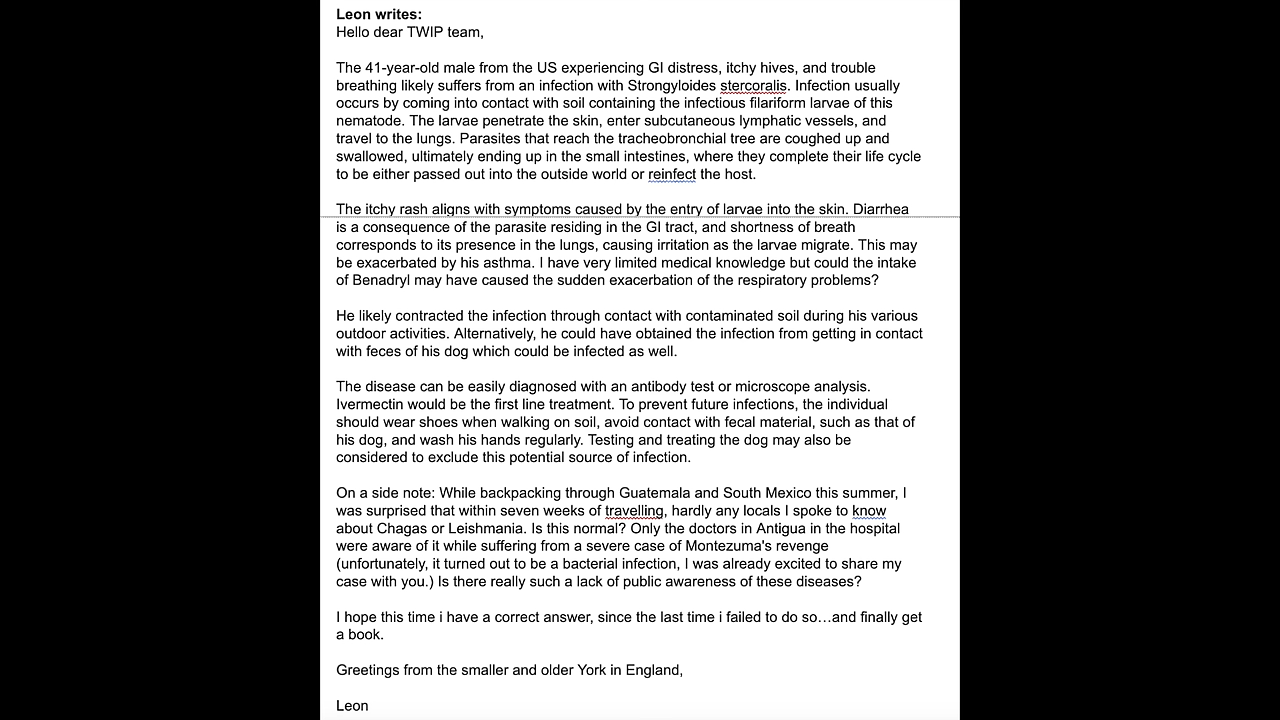 Leon writes:
Hello dear TWIP team,
The 41-year-old male from the US experiencing GI distress, itchy hives, and trouble
breathing likely suffers from an infection with Strongyloides stercoralis. Infection usually
occurs by coming into contact with soil containing the infectious filariform larvae of this
nematode. The larvae penetrate the skin, enter subcutaneous lymphatic vessels, and
travel to the lungs. Parasites that reach the tracheobronchial tree are coughed up and
swallowed, ultimately ending up in the small intestines, where they complete their life cycle
to be either passed out into the outside world or reinfect the host.
The itchy rash aligns with symptoms caused by the entry of larvae into the skin. Diarrhea
is a consequence of the parasite residing in the GI tract, and shortness of breath
corresponds to its presence in the lungs, causing irritation as the larvae migrate. This may
be exacerbated by his asthma. I have very limited medical knowledge but could the intake
of Benadryl may have caused the sudden exacerbation of the respiratory problems?
He likely contracted the infection through contact with contaminated soil during his various
outdoor activities. Alternatively, he could have obtained the infection from getting in contact
with feces of his dog which could be infected as well.
The disease can be easily diagnosed with an antibody test or microscope analysis.
Ivermectin would be the first line treatment. To prevent future infections, the individual
should wear shoes when walking on soil, avoid contact with fecal material, such as that of
his dog, and wash his hands regularly. Testing and treating the dog may also be
considered to exclude this potential source of infection.
On a side note: While backpacking through Guatemala and South Mexico this summer, I
was surprised that within seven weeks of travelling, hardly any locals I spoke to know
about Chagas or Leishmania. Is this normal? Only the doctors in Antigua in the hospital
were aware of it while suffering from a severe case of Montezuma's revenge
(unfortunately, it turned out to be a bacterial infection, I was already excited to share my
case with you.) Is there really such a lack of public awareness of these diseases?
I hope this time i have a correct answer, since the last time i failed to do so…and finally get
a book.
Greetings from the smaller and older York in England,
Leon